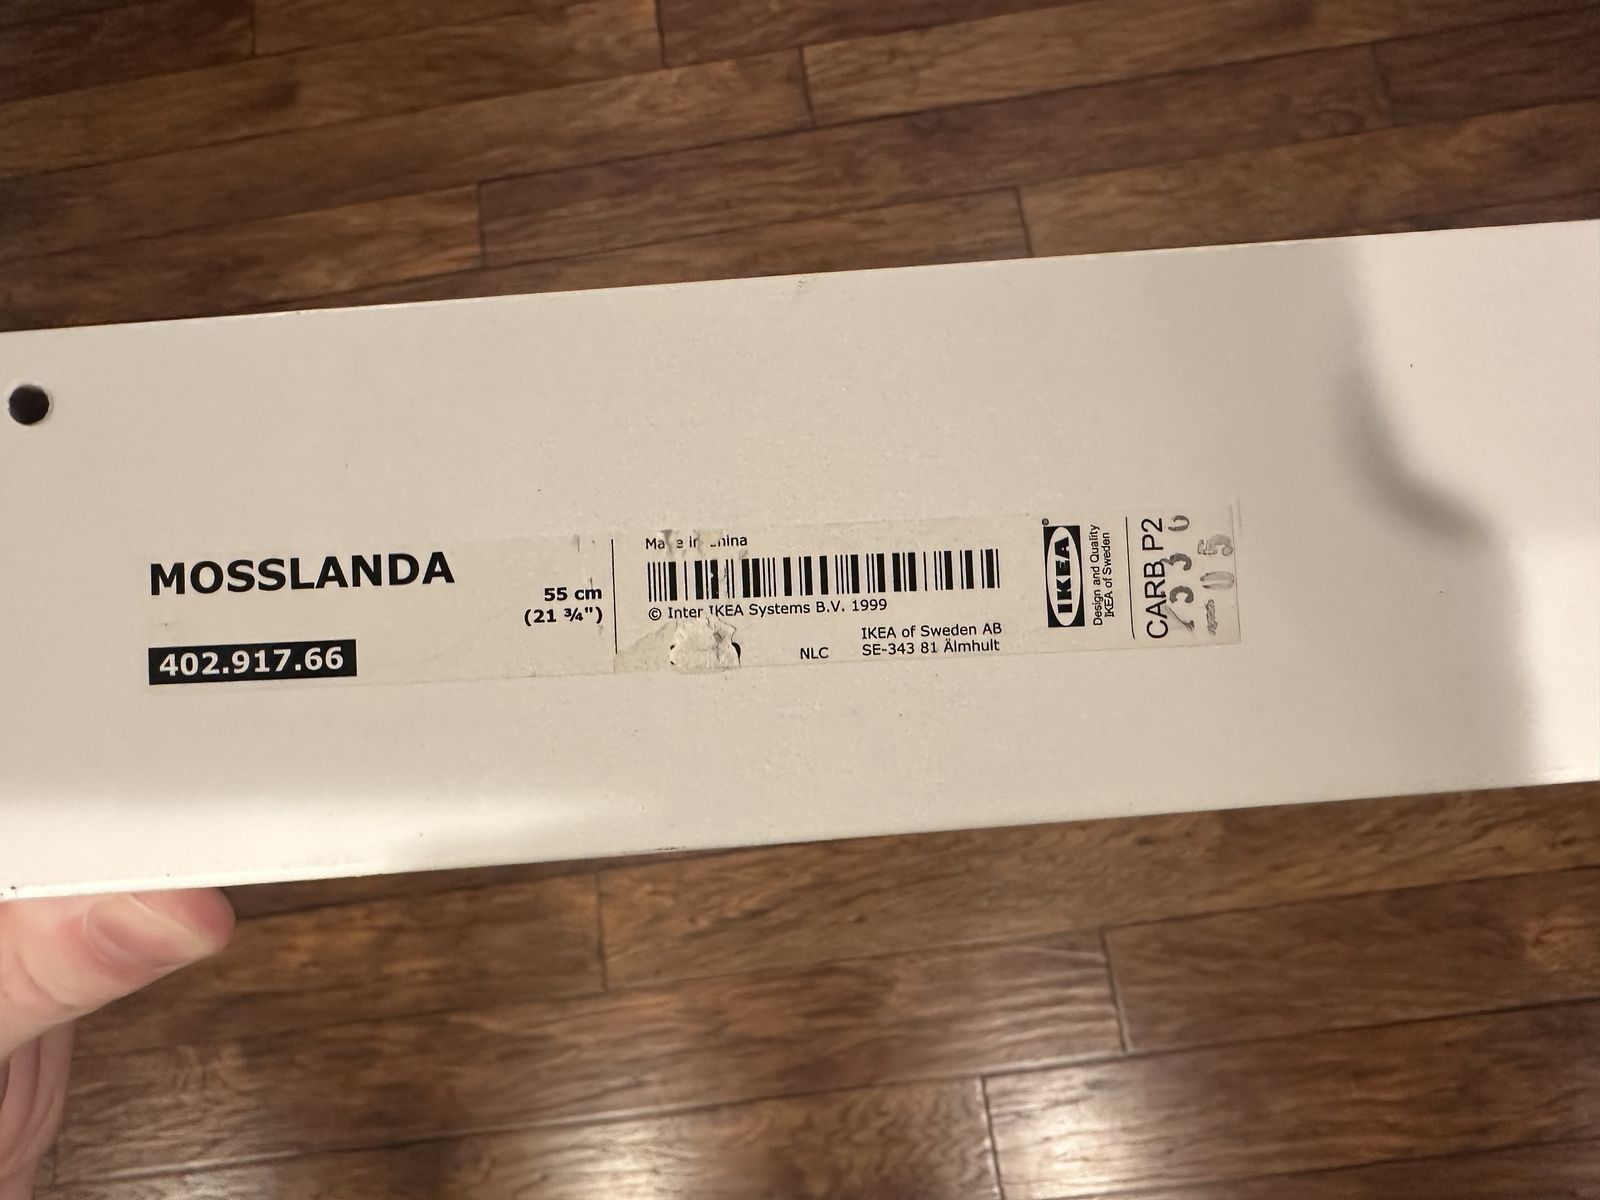 MOSSLANDA
55 cm
(21 ¾")
402.917.66
in
© Inter IKEA Systems B.V. 1999
IKEA of Sweden AB
NLC SE-343 81 Älmhult
IKEA®
Design and Quality
IKEA of Sweden
CARB P2